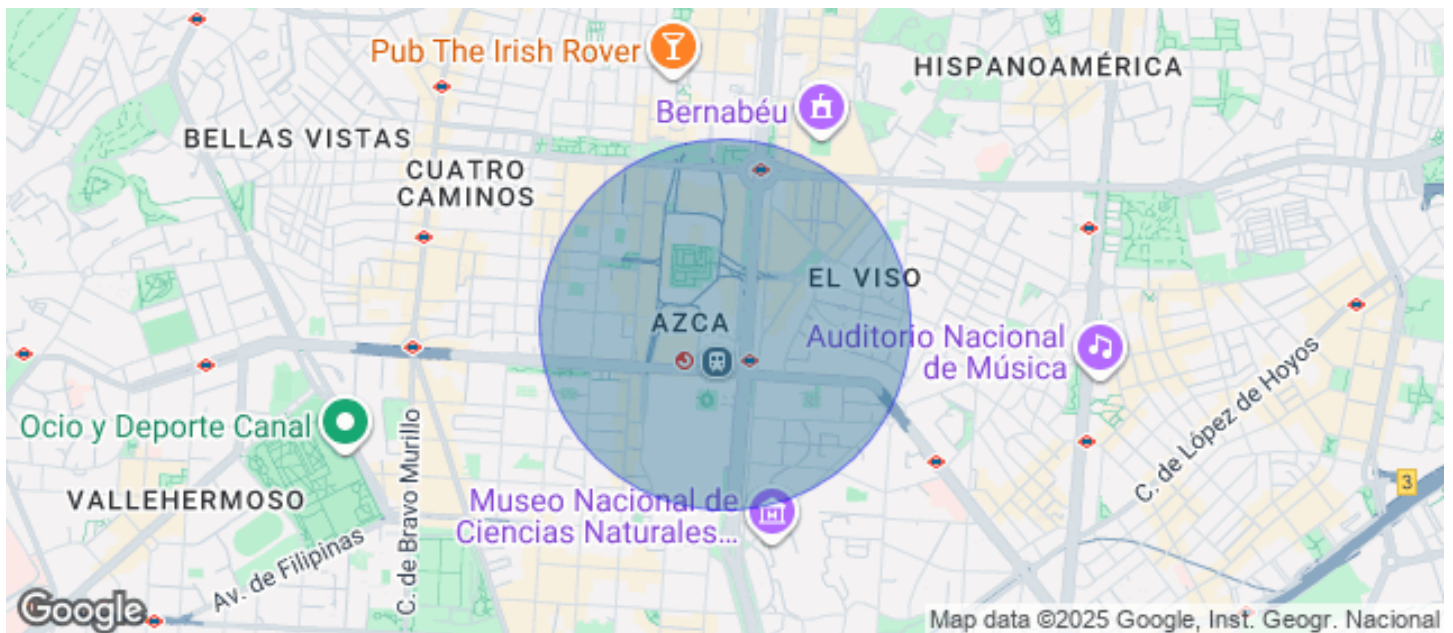 Pub The Irish Rover
HISPANOAMÉRICA
Bernabéu
BELLAS VISTAS
CUATRO
CAMINOS
EL VISO
AZCA
Auditorio Nacional
de Música
Ocio y Deporte Canal
C. de Bravo Murillo
C. de López de Hoyos
VALLEHERMOSO
Museo Nacional de
Ciencias Naturales...
3
Av. de Filipinas
Google
Map data ©2025 Google, Inst. Geogr. Nacional